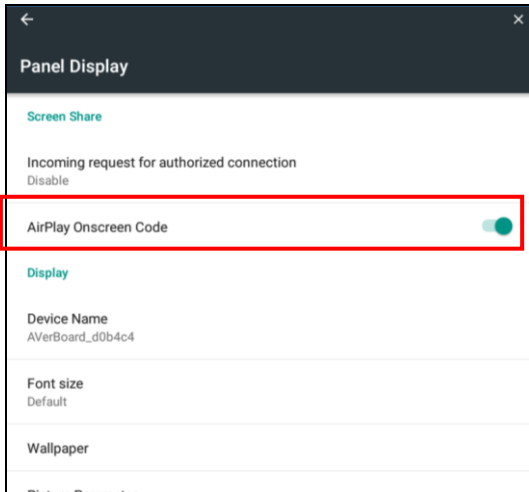 Panel Display
Screen Share
Incoming request for authorized connection
Disable
AirPlay Onscreen Code
Display
Device Name
AVerBoard_d0b4c4
Font size
Default
Wallpaper